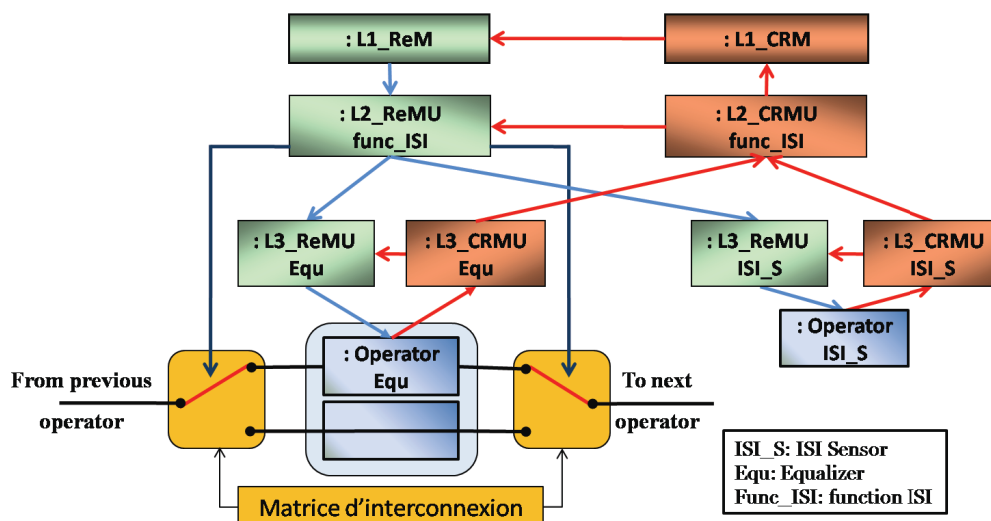 : L1_ReM
: L1_CRM
: L2_ReMU
func_ISI
: L2_CRMU
func_ISI
: L3_ReMU
Equ
: L3_CRMU
Equ
: L3_ReMU
ISI_S
: L3_CRMU
ISI_S
: Operator
ISI_S
: Operator
Equ
From previous
operator
To next
operator
ISI_S: ISI Sensor
Equ: Equalizer
Func_ISI: function ISI
Matrice d'interconnexion